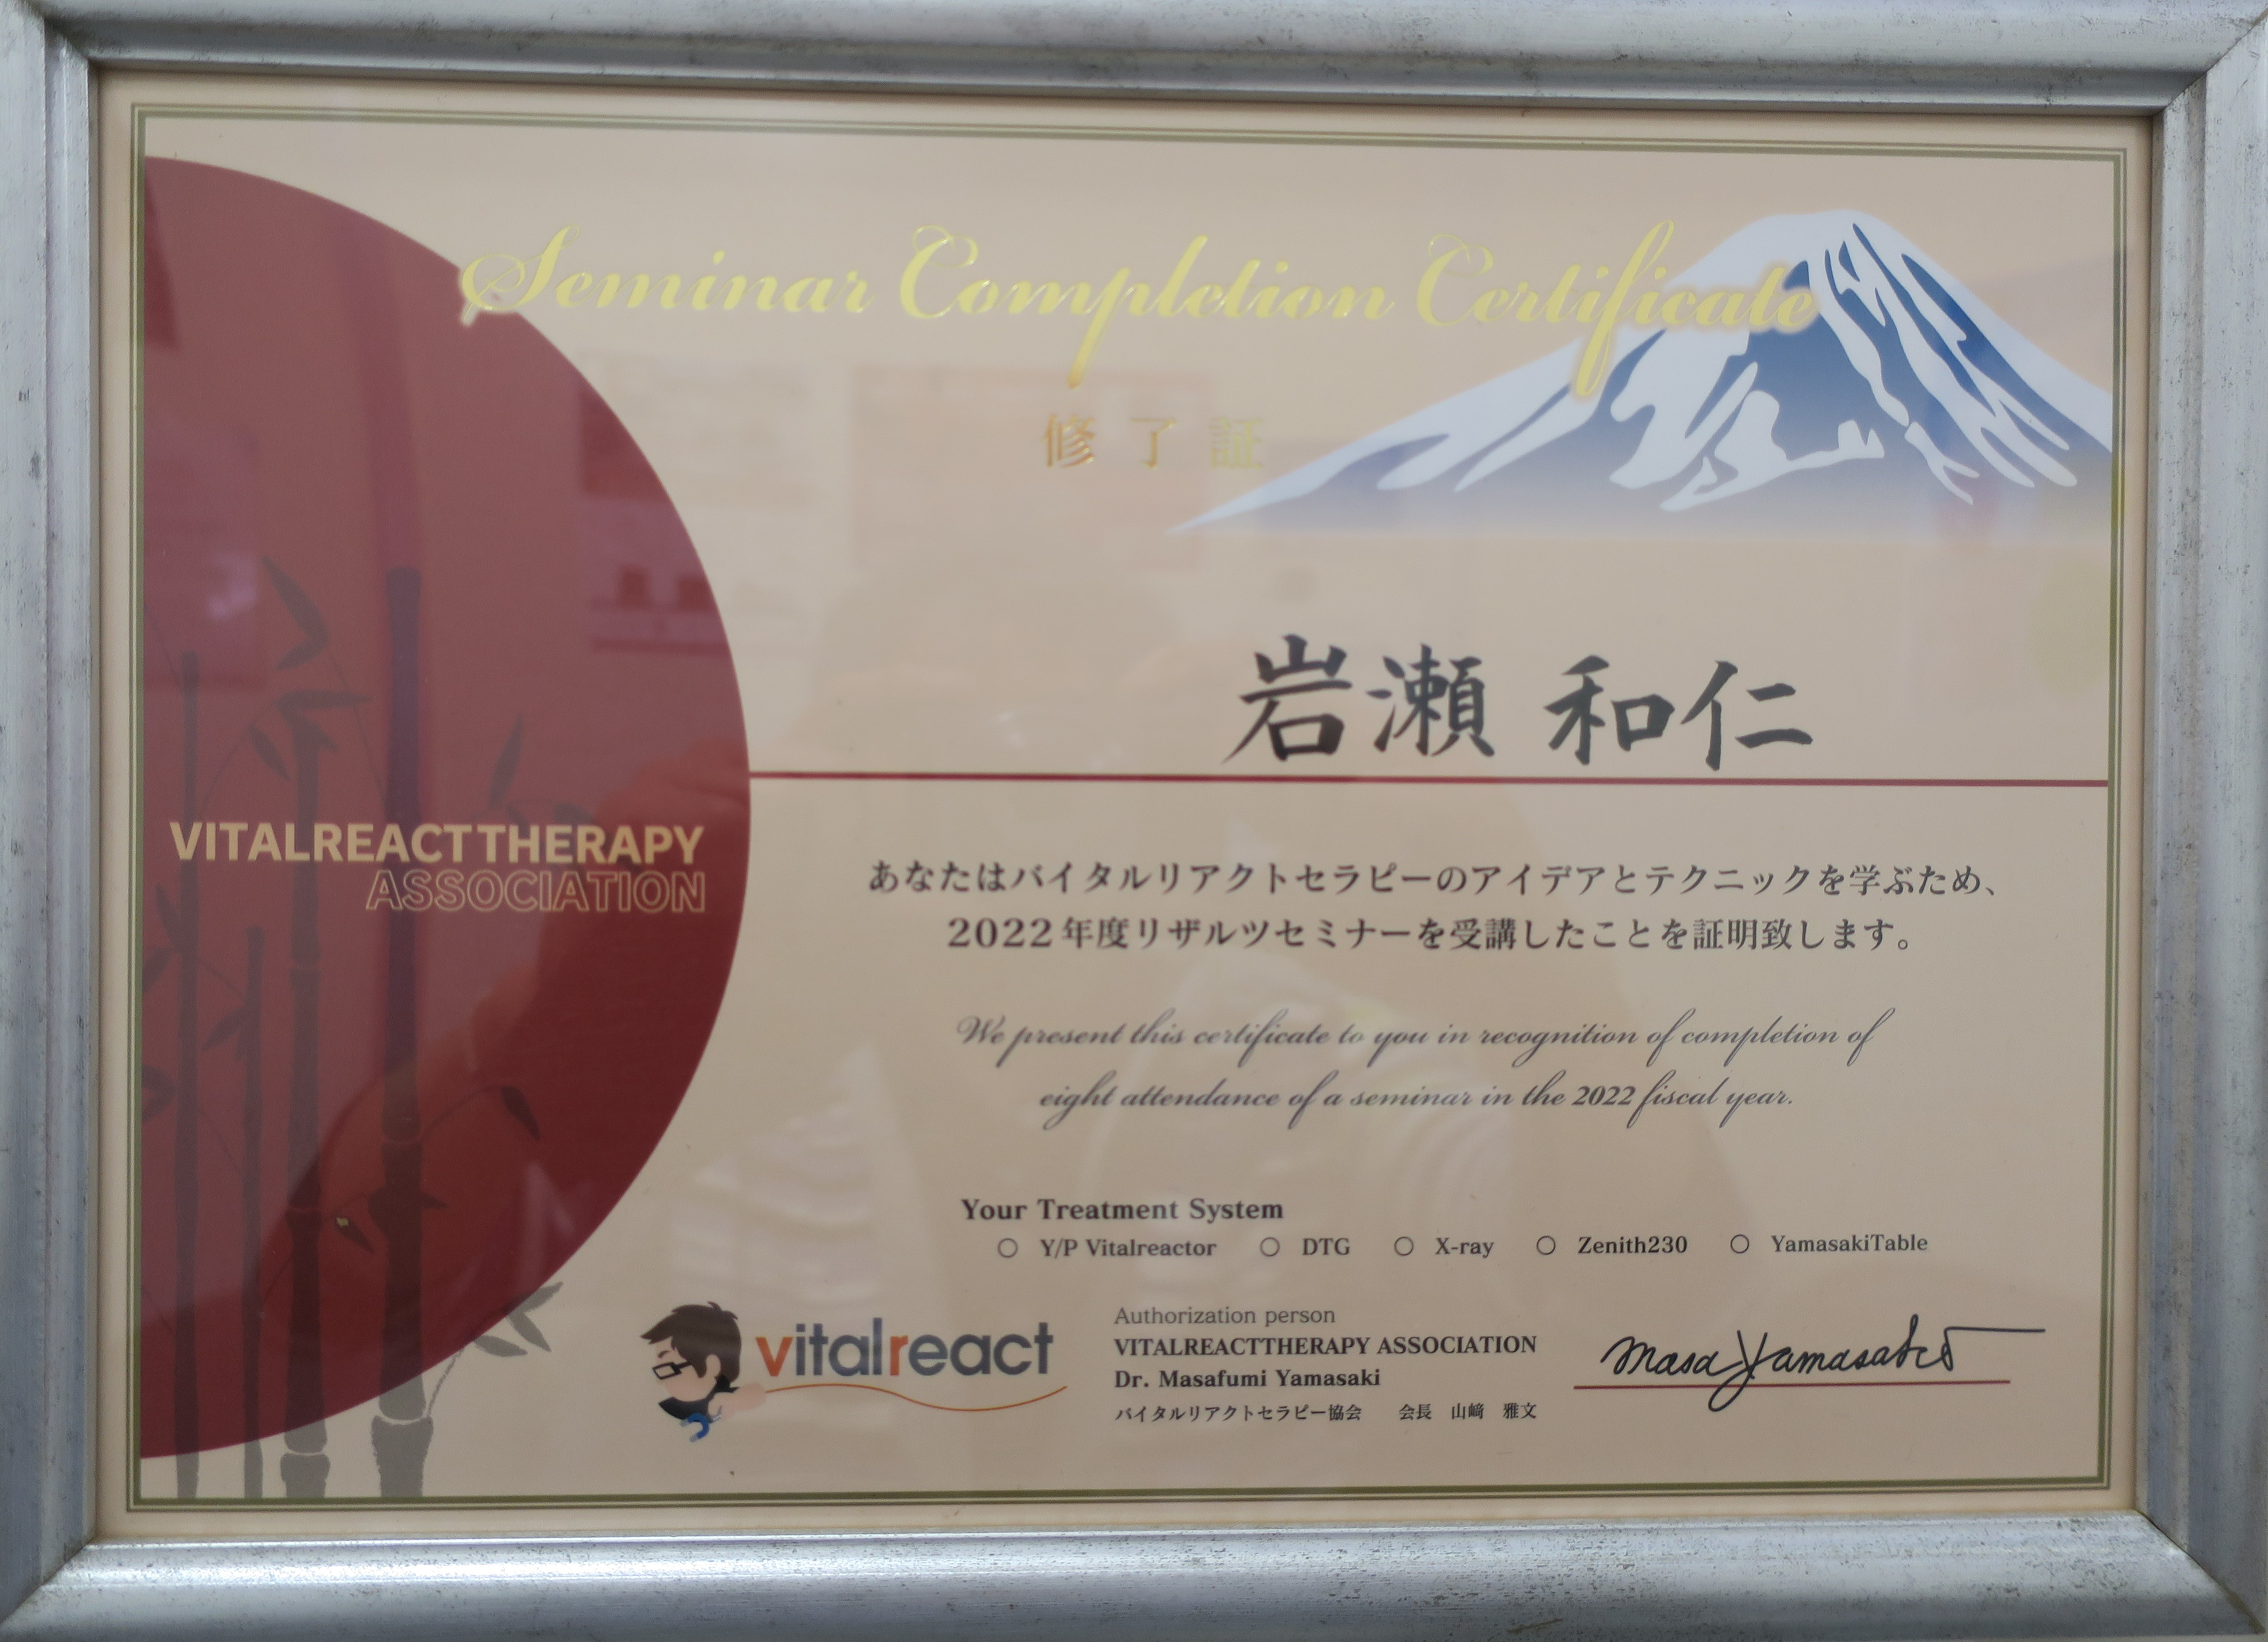 Seminar Completion Certificate
修了証
岩瀬 和仁
VITALREACTTHERAPY
ASSOCIATION
あなたはバイタルリアクトセラピーのアイデアとテクニックを学ぶため、
2022年度リザルツセミナーを受講したことを証明致します。
We present this certificate to you in recognition of completion of
eight attendance of a seminar in the 2022 fiscal year.
Your Treatment System
○ Y/P Vitalreactor ○ DTG ○ X-ray ○ Zenith230 ○ YamasakiTable
vitalreact
Authorization person
VITALREACTTHERAPY ASSOCIATION
Dr. Masafumi Yamasaki
バイタルリアクトセラピー協会 会長 山﨑 雅文
Masa Yamasaki